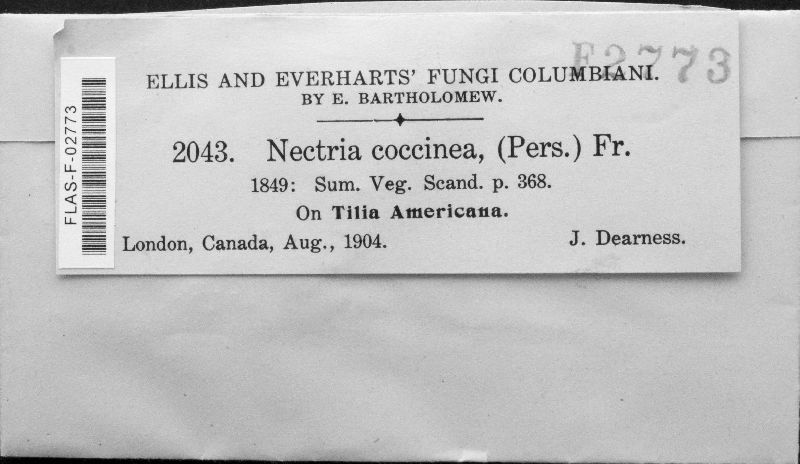 F2773
ELLIS AND EVERHARTS' FUNGI COLUMBIANI.
BY E. BARTHOLOMEW.
2043. Nectria coccinea, (Pers.) Fr.
1849: Sum. Veg. Scand. p. 368.
On Tilia Americana.
London, Canada, Aug., 1904. J. Dearness.
FLAS-F-02773